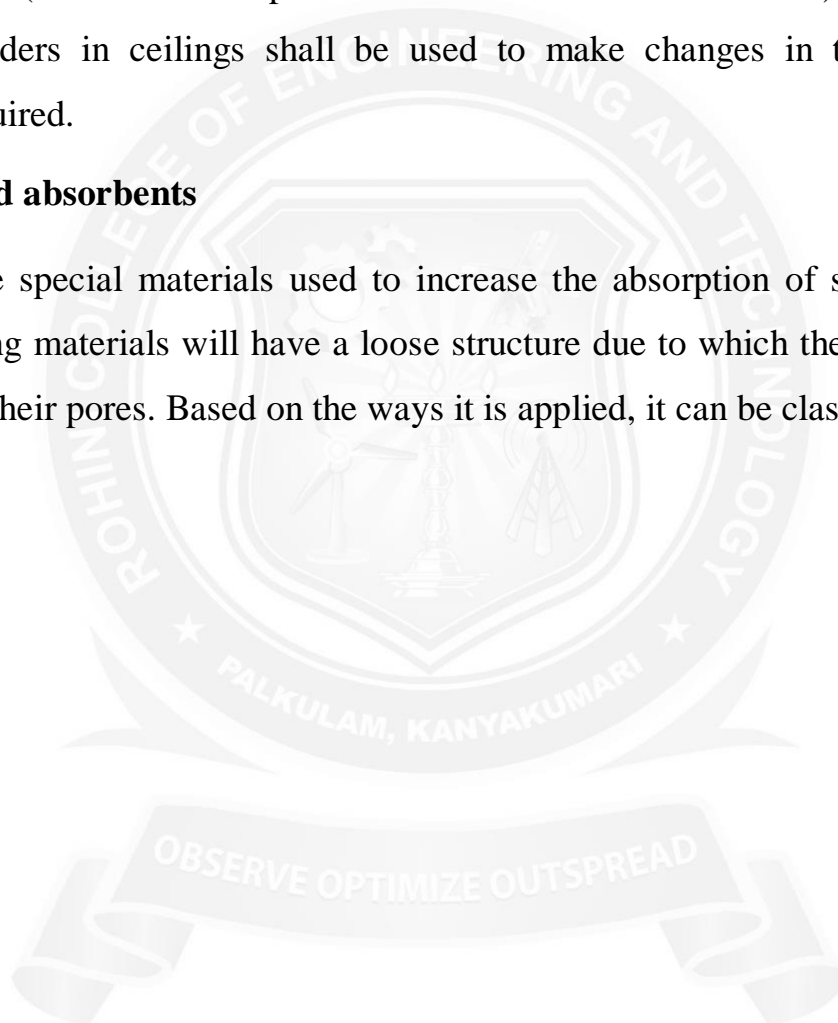 ders in ceilings shall be used to make changes in t
uired.
d absorbents
e special materials used to increase the absorption of s
ng materials will have a loose structure due to which the
their pores. Based on the ways it is applied, it can be clas
ROHINI COLLEGE OF ENGINEERING AND TECHNOLOGY
PALKULAM, KANYAKUMARI
OBSERVE OPTIMIZE OUTSPREAD